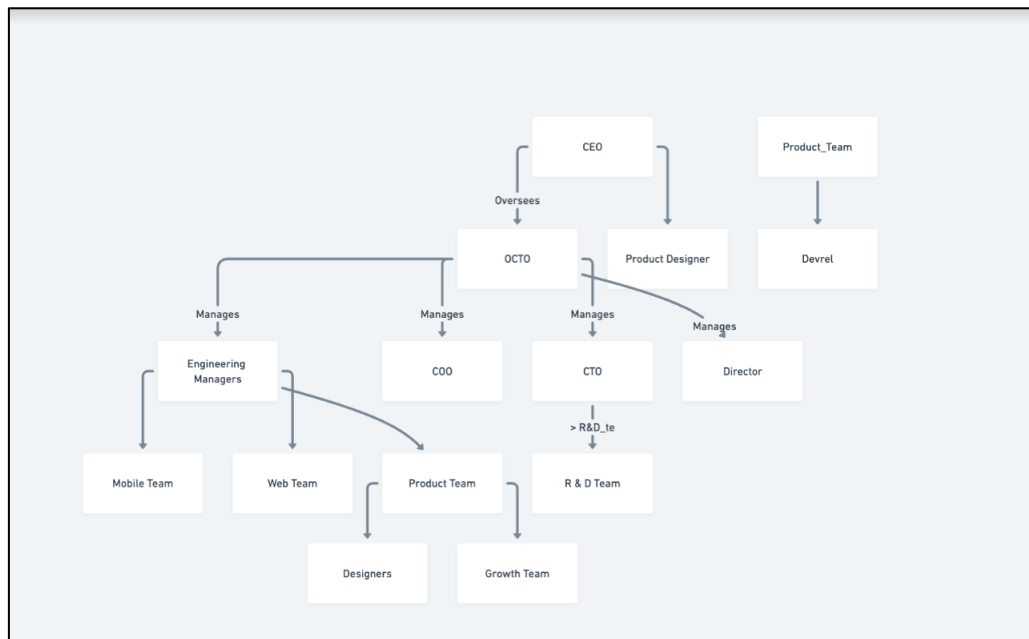 CEO
Product_Team
Oversees
OCTO
Product Designer
Devrel
Manages
Manages
Manages
Manages
Engineering
Managers
COO
CTO
Director
> R&D_te
Mobile Team
Web Team
Product Team
R & D Team
Designers
Growth Team